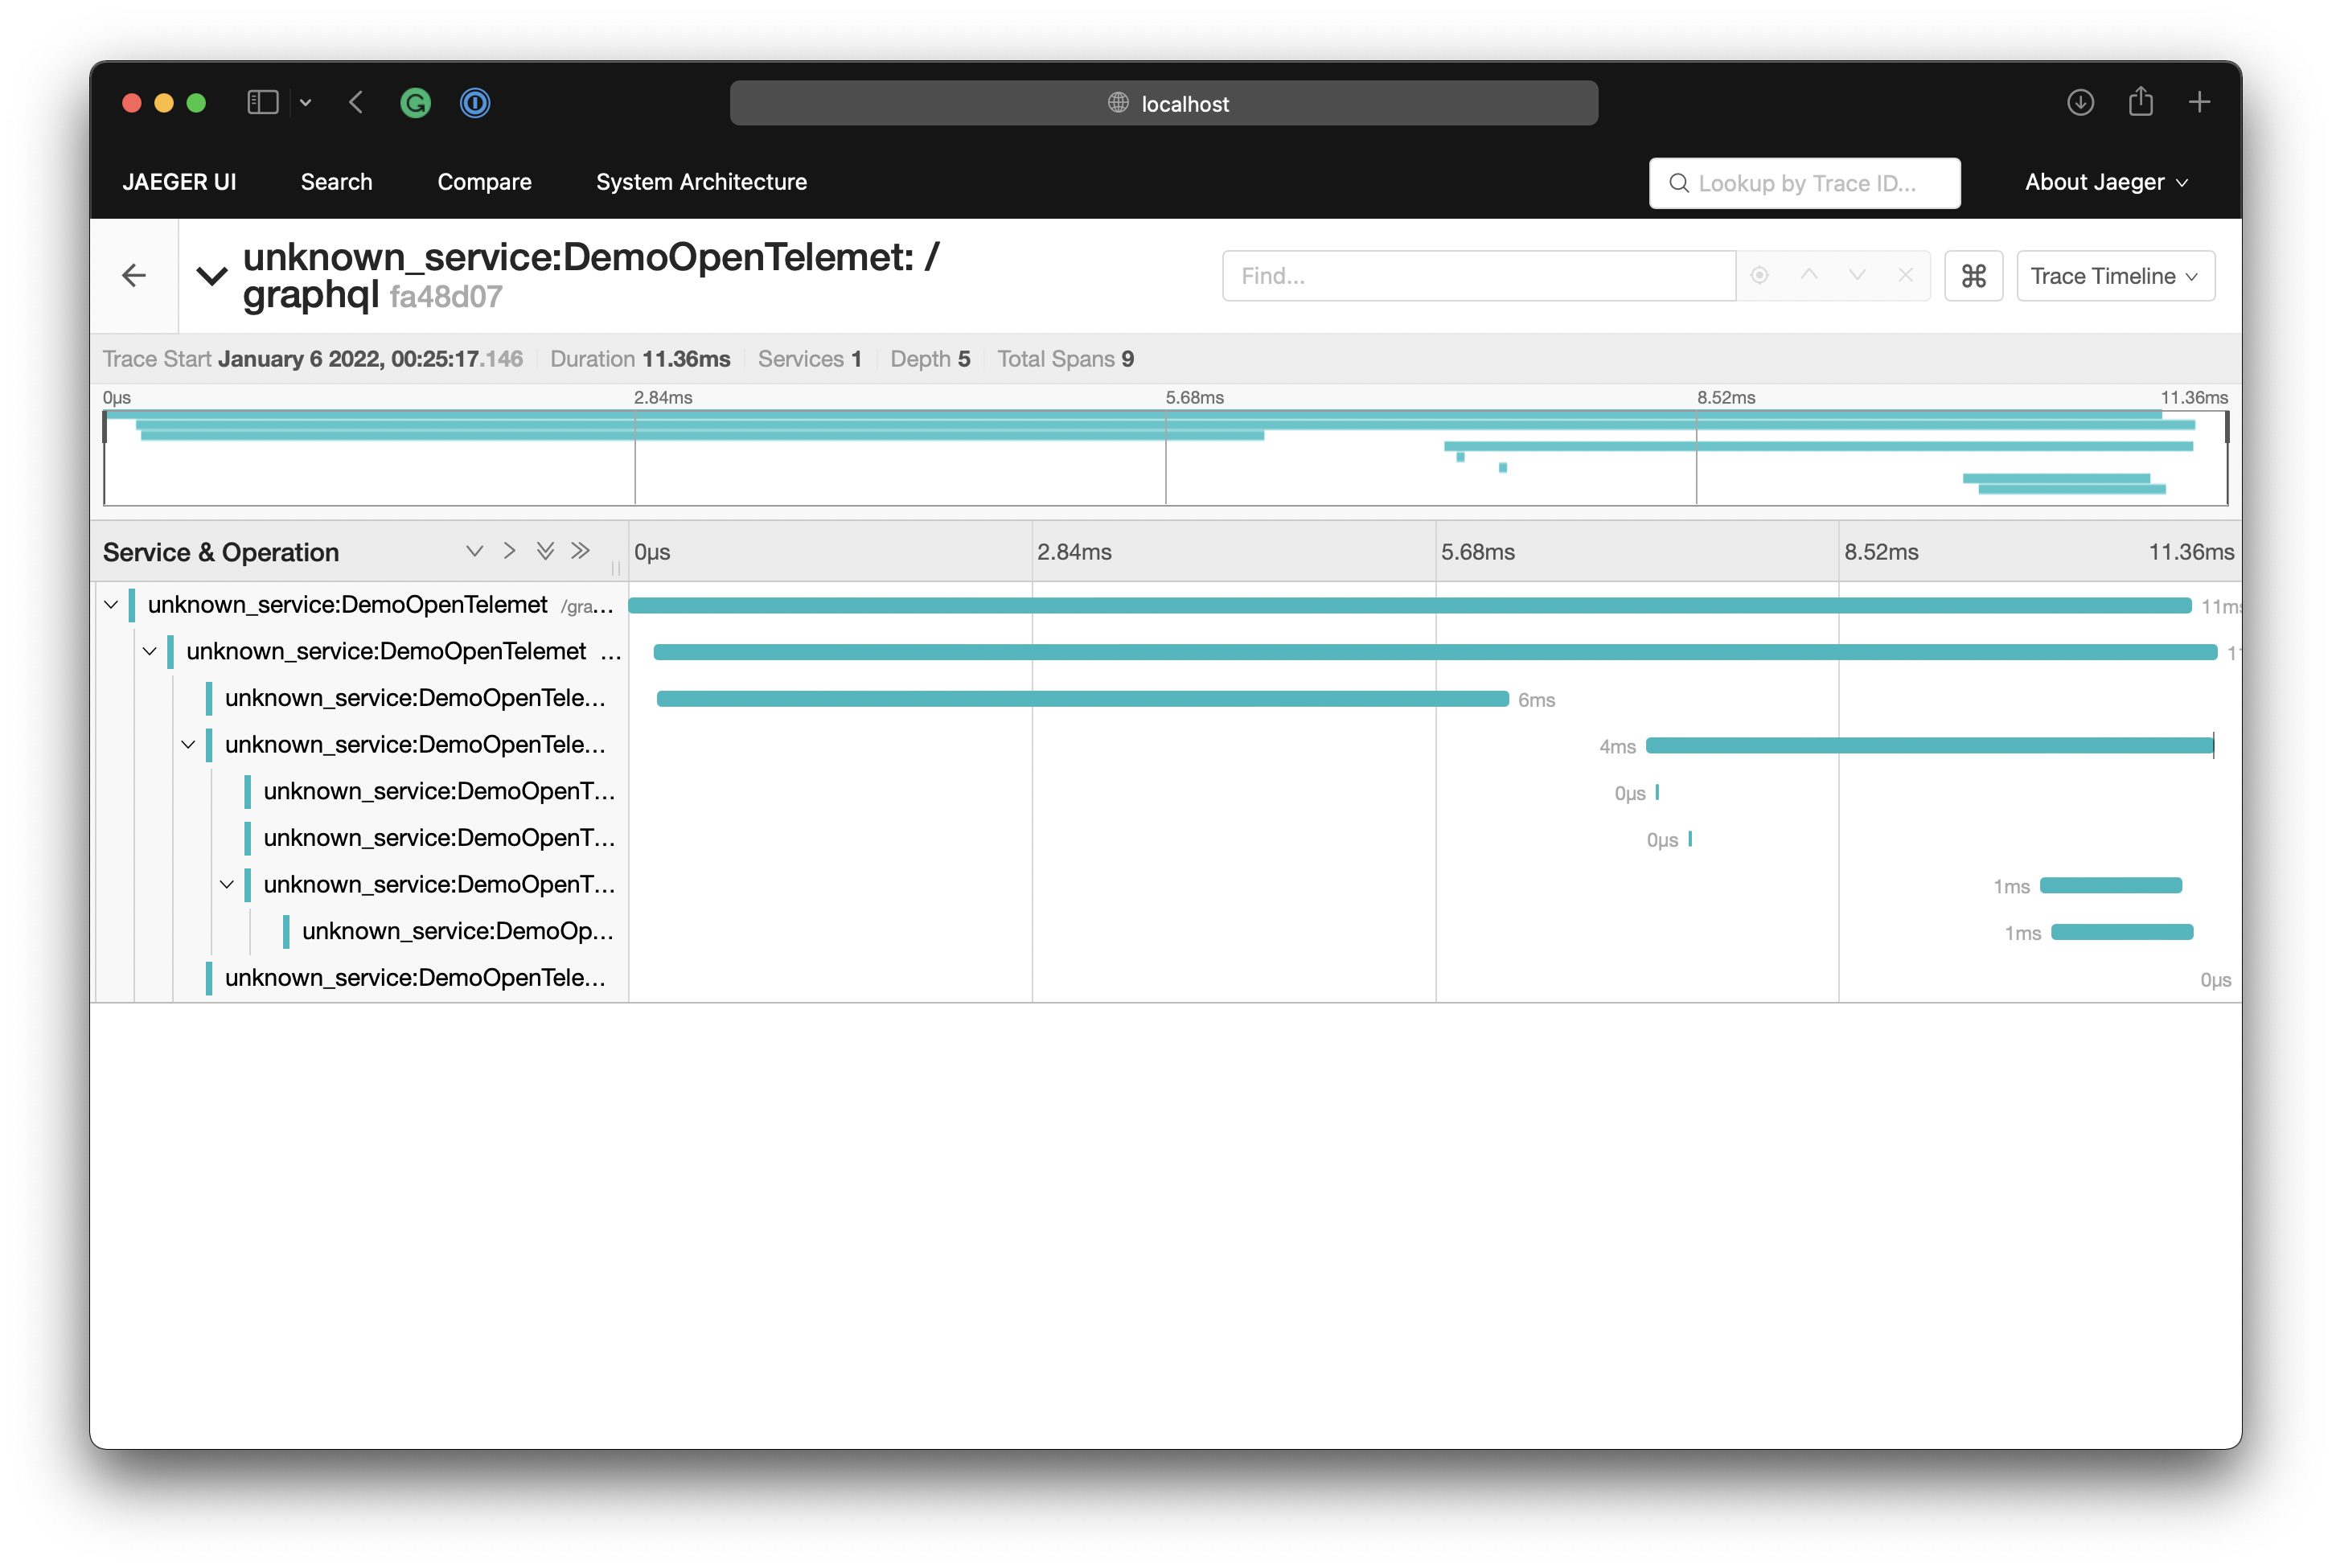 localhost
JAEGER UI Search Compare System Architecture Lookup by Trace ID... About Jaeger
unknown_service:DemoOpenTelemet: /
graphql fa48d07
Find...
⌘
Trace Timeline
Trace Start January 6 2022, 00:25:17.146 Duration 11.36ms Services 1 Depth 5 Total Spans 9
0μs 2.84ms 5.68ms 8.52ms 11.36ms
Service & Operation 0μs 2.84ms 5.68ms 8.52ms 11.36ms
unknown_service:DemoOpenTelemet /gra... 11ms
unknown_service:DemoOpenTelemet ...
unknown_service:DemoOpenTele... 6ms
unknown_service:DemoOpenTele... 4ms
unknown_service:DemoOpenT... 0μs
unknown_service:DemoOpenT... 0μs
unknown_service:DemoOpenT... 1ms
unknown_service:DemoOp... 1ms
unknown_service:DemoOpenTele... 0μs